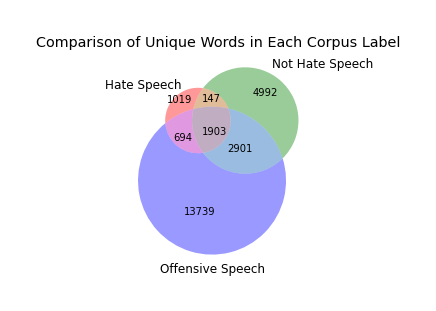 Comparison of Unique Words in Each Corpus Label
Not Hate Speech
Hate Speech
1019
147
4992
694
1903
2901
13739
Offensive Speech